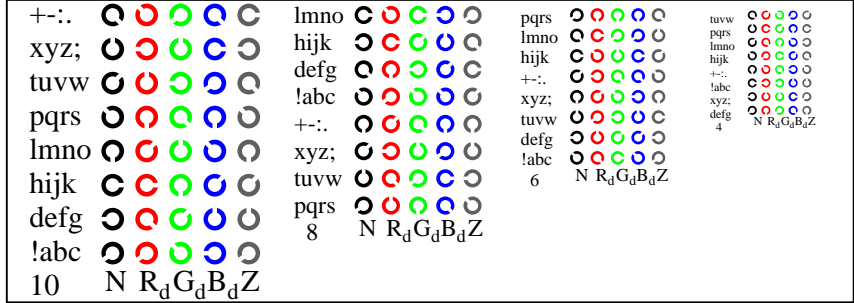 +-:.
xyz;
tuvw
pqrs
lmno
hijk
defg
!abc
10 N RdGdBdZ
lmno
hijk
defg
!abc
+-:.
xyz;
tuvw
pqrs
8 N RdGdBdZ
pqrs
lmno
hijk
+-:.
xyz;
tuvw
defg
!abc
6 N RdGdBdZ
tuvw
pqrs
lmno
hijk
+-:.
!abc
xyz;
defg
4 N RdGdBdZ